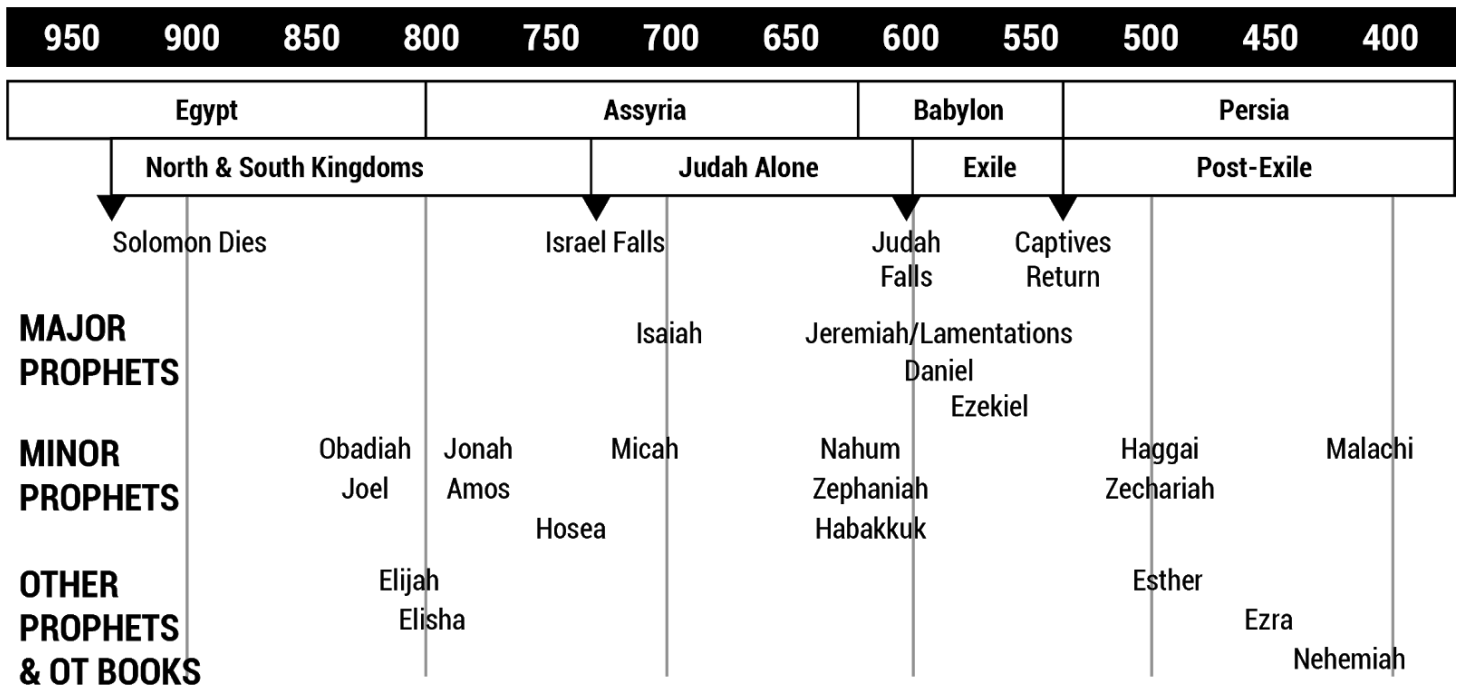 950 900 850 800 750 700 650 600 550 500 450 400
Egypt Assyria Babylon Persia
North & South Kingdoms Judah Alone Exile Post-Exile
Solomon Dies Israel Falls Judah Captives
Falls Return
MAJOR Isaiah Jeremiah/Lamentations
PROPHETS Daniel
Ezekiel
MINOR Obadiah Jonah Micah Nahum Haggai Malachi
PROPHETS Joel Amos Zephaniah Zechariah
Hosea Habakkuk
OTHER Elijah Esther
PROPHETS Elisha Ezra
& OT BOOKS Nehemiah